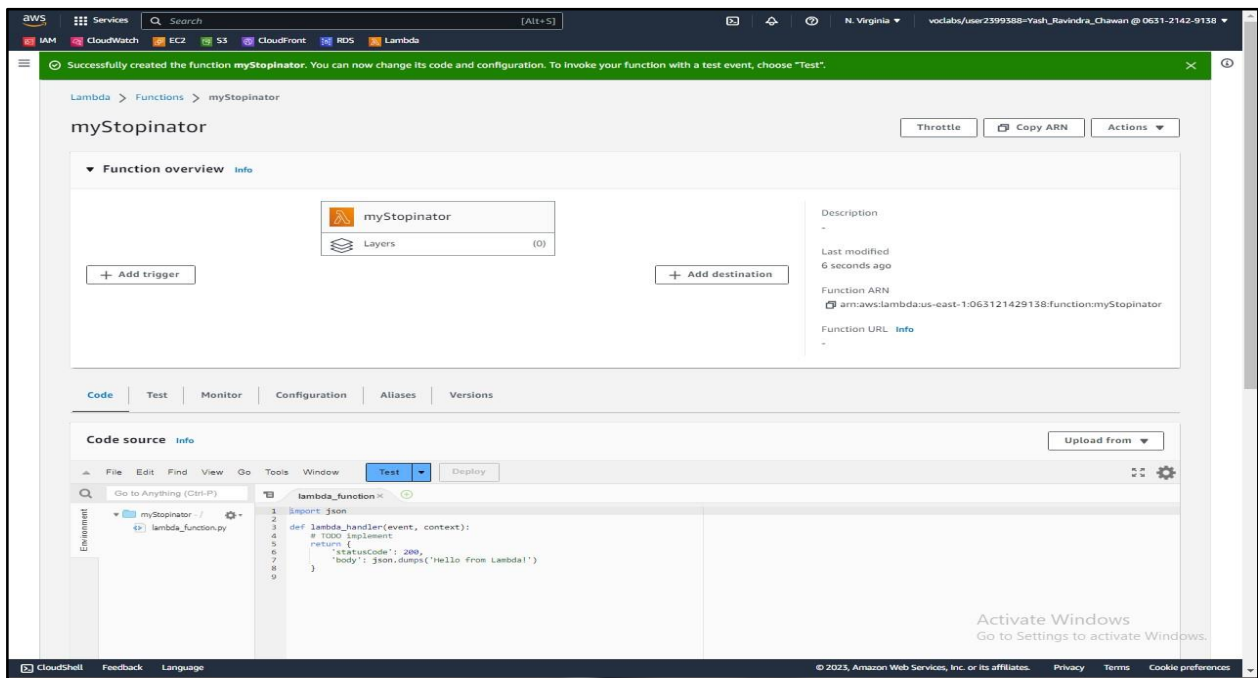 aws Services Search [Alt+S] N. Virginia voclabs/user2399388=Yash_Ravindra_Chawan @ 0631-2142-9138
IAM CloudWatch EC2 S3 CloudFront RDS Lambda
Successfully created the function myStopinator. You can now change its code and configuration. To invoke your function with a test event, choose "Test".
Lambda > Functions > myStopinator
myStopinator Throttle Copy ARN Actions
Function overview Info
myStopinator
Layers (0)
+ Add trigger
+ Add destination
Description
-
Last modified
6 seconds ago
Function ARN
arn:aws:lambda:us-east-1:063121429138:function:myStopinator
Function URL Info
-
Code Test Monitor Configuration Aliases Versions
Code source Info Upload from
File Edit Find View Go Tools Window Test Deploy
Go to Anything (Ctrl-P) lambda_function ×
Environment
myStopinator - /
lambda_function.py
1 import json
2
3 def lambda_handler(event, context):
4 # TODO implement
5 return {
6 'statusCode': 200,
7 'body': json.dumps('Hello from Lambda!')
8 }
9
Activate Windows
Go to Settings to activate Windows.
CloudShell Feedback Language © 2023, Amazon Web Services, Inc. or its affiliates. Privacy Terms Cookie preferences